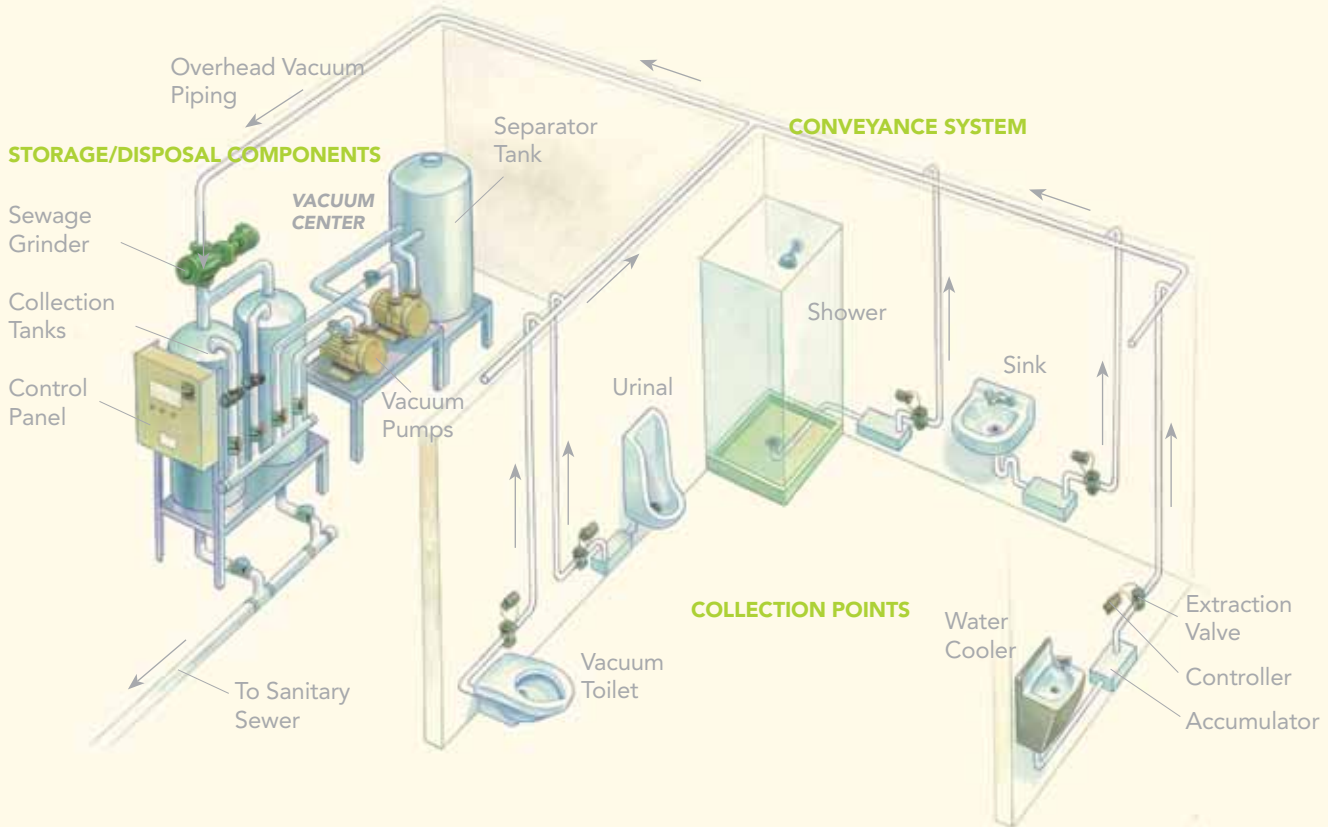 Overhead Vacuum
Piping
STORAGE/DISPOSAL COMPONENTS
Separator
Tank
CONVEYANCE SYSTEM
VACUUM
CENTER
Sewage
Grinder
Collection
Tanks
Control
Panel
Vacuum
Pumps
Urinal
Shower
Sink
COLLECTION POINTS
Vacuum
Toilet
Water
Cooler
Extraction
Valve
Controller
Accumulator
To Sanitary
Sewer